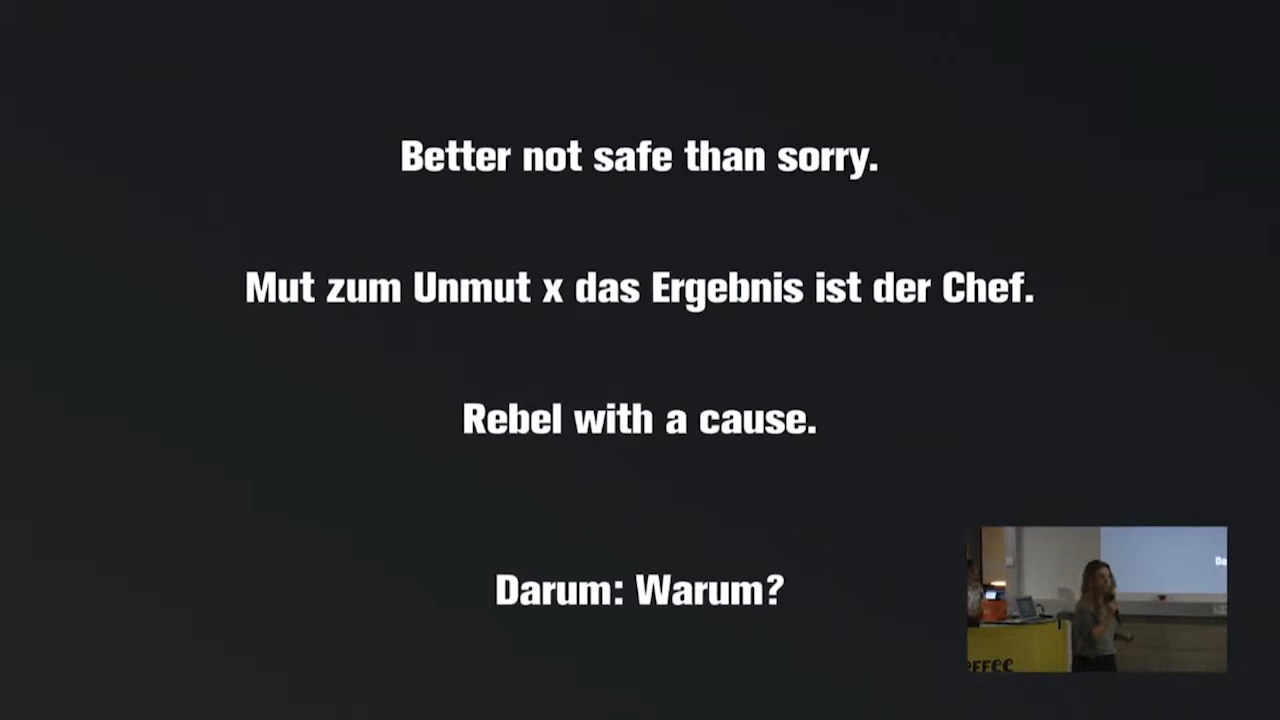 Better not safe than sorry.
Mut zum Unmut x das Ergebnis ist der Chef.
Rebel with a cause.
Darum: Warum?